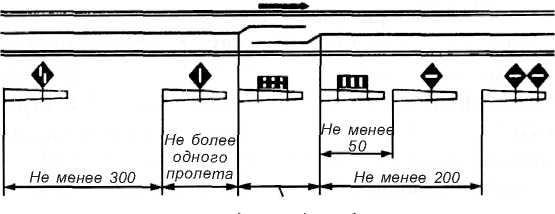 Не более
одного
пролета
Не менее
50
Не менее 300
Не менее 200